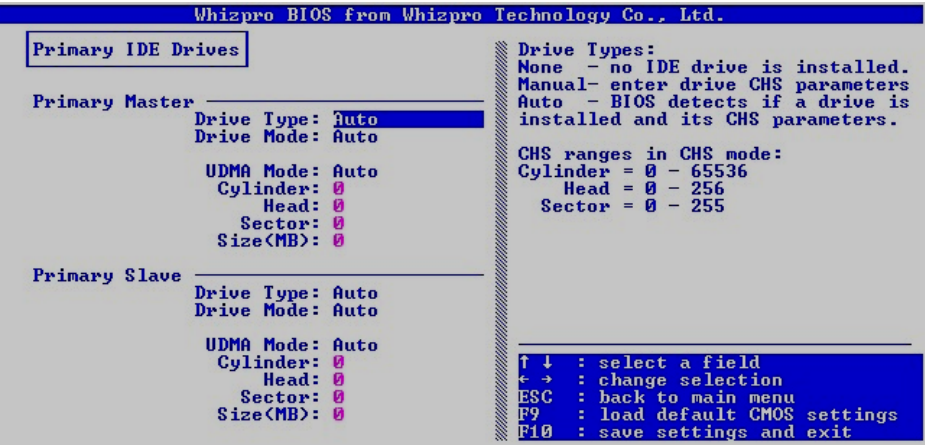 Whizpro BIOS from Whizpro Technology Co., Ltd.
Primary IDE Drives
Primary Master
Drive Type: Auto
Drive Mode: Auto
UDMA Mode: Auto
Cylinder: 0
Head: 0
Sector: 0
Size(MB): 0
Primary Slave
Drive Type: Auto
Drive Mode: Auto
UDMA Mode: Auto
Cylinder: 0
Head: 0
Sector: 0
Size(MB): 0
Drive Types:
None - no IDE drive is installed.
Manual- enter drive CHS parameters
Auto - BIOS detects if a drive is
installed and its CHS parameters.
CHS ranges in CHS mode:
Cylinder = 0 - 65536
Head = 0 - 256
Sector = 0 - 255
↑ ↓ : select a field
← → : change selection
ESC : back to main menu
F9 : load default CMOS settings
F10 : save settings and exit